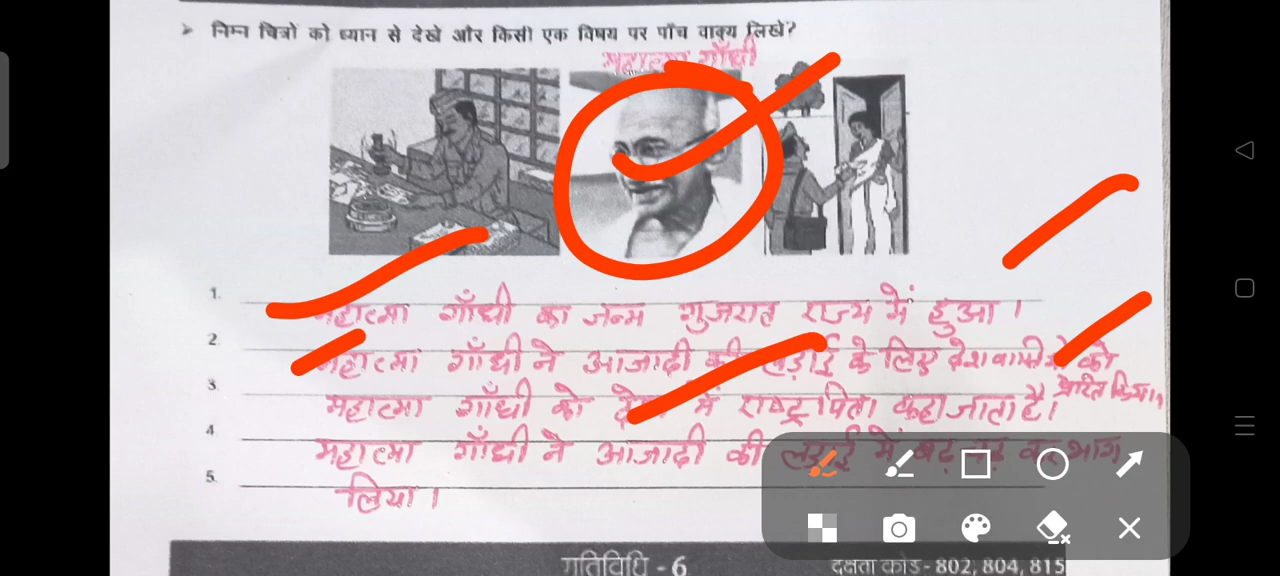 ➤ निम्न चित्रों को ध्यान से देखे और किसी एक विषय पर पाँच वाक्य लिखें?
महात्मा गाँधी
1. महात्मा गाँधी का जन्म गुजरात राज्य में हुआ ।
2. महात्मा गाँधी ने आजादी की लड़ाई के लिए देशवासियों को
प्रेरित किया।
3. महात्मा गाँधी को देश में राष्ट्रपिता कहा जाता है।
4. महात्मा गाँधी ने आजादी की लड़ाई में बढ़ चढ़ कर भाग
5. लिया ।
गतिविधि - 6
दक्षता कोड - 802, 804, 815